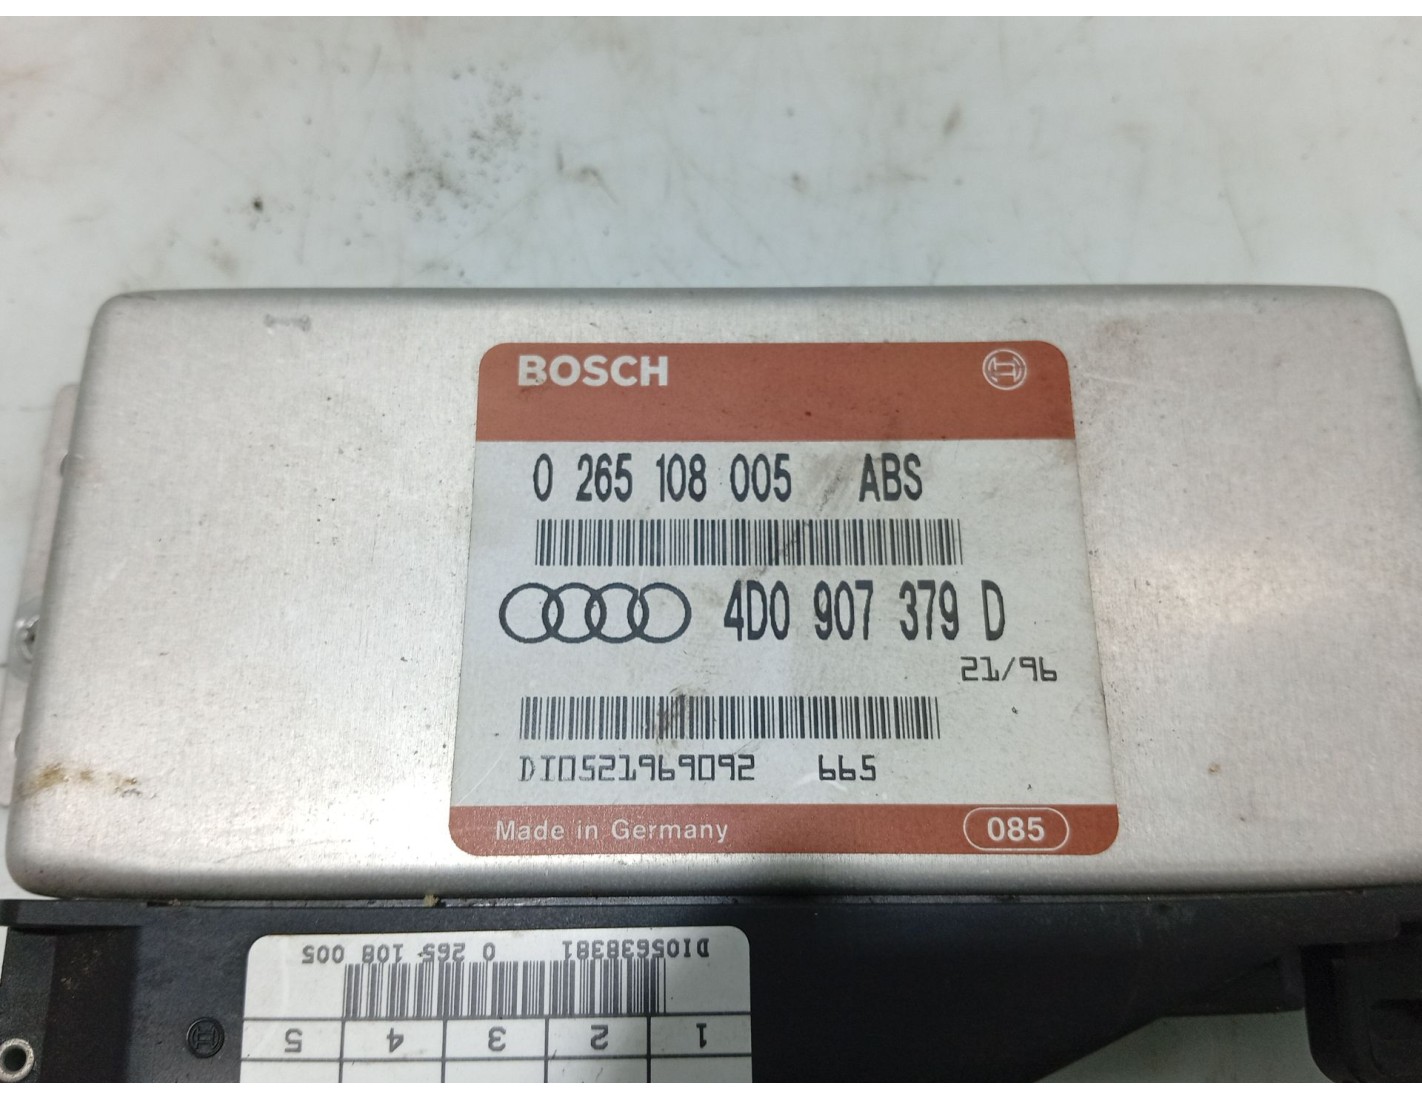 BOSCH
0 265 108 005 ABS
4D0 907 379 D
21/96
DI0521969092 665
Made in Germany 085
DI05638381 0 265 108 005
1 2 3 4 5